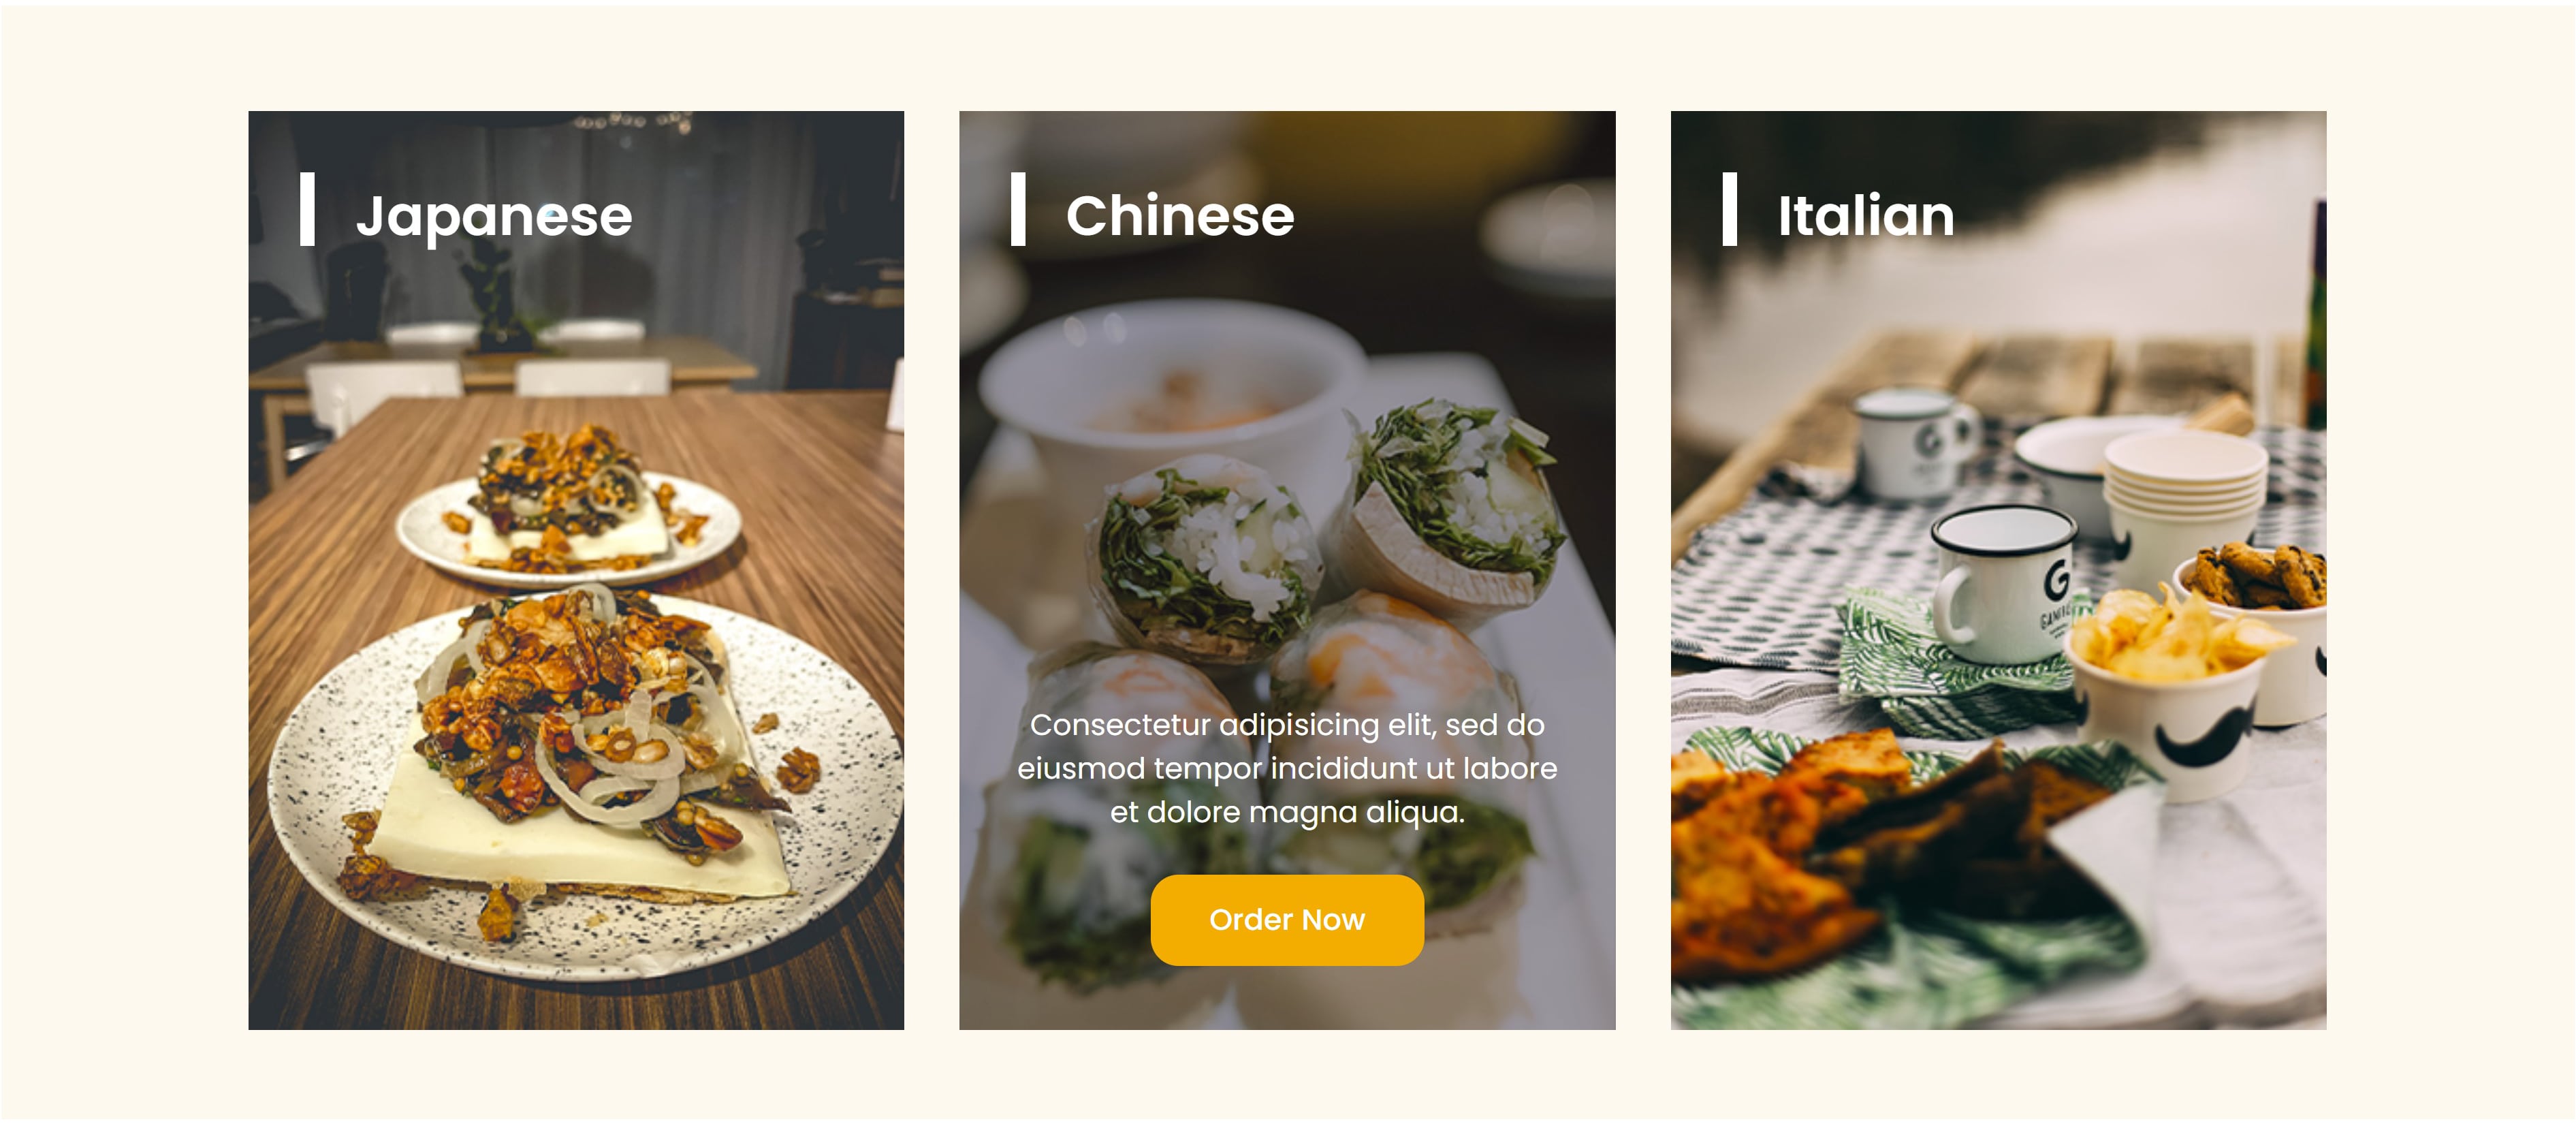 Japanese
Chinese
Consectetur adipisicing elit, sed do
eiusmod tempor incididunt ut labore
et dolore magna aliqua.
Order Now
Italian
G